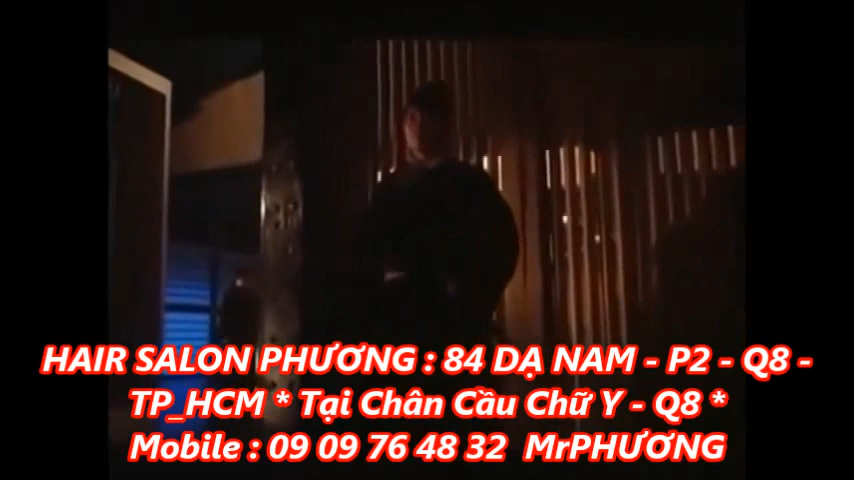 HAIR SALON PHƯƠNG : 84 DẠ NAM - P2 - Q8 -
TP_HCM * Tại Chân Cầu Chữ Y - Q8 *
Mobile : 09 09 76 48 32 MrPHƯƠNG